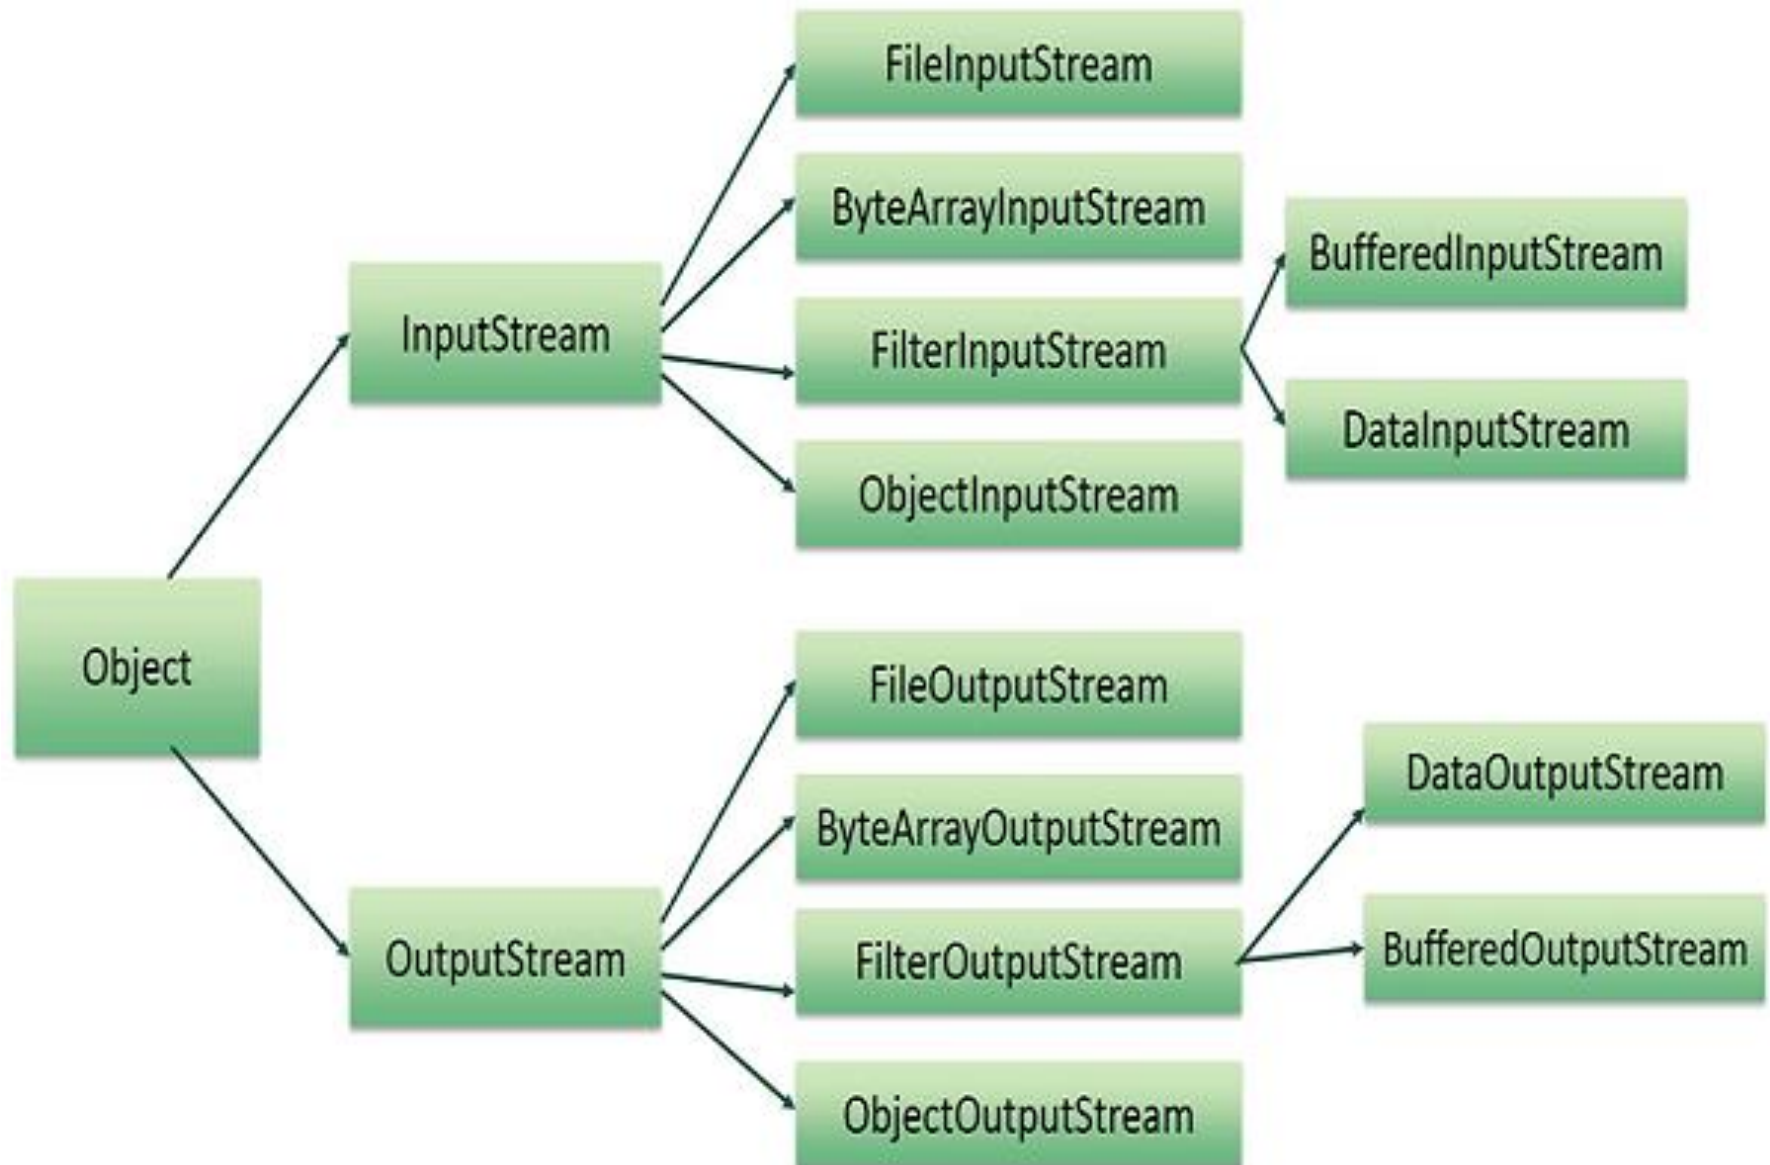 FileInputStream
ByteArrayInputStream
BufferedInputStream
InputStream
FilterInputStream
DataInputStream
ObjectInputStream
Object
FileOutputStream
DataOutputStream
ByteArrayOutputStream
OutputStream
FilterOutputStream
BufferedOutputStream
ObjectOutputStream